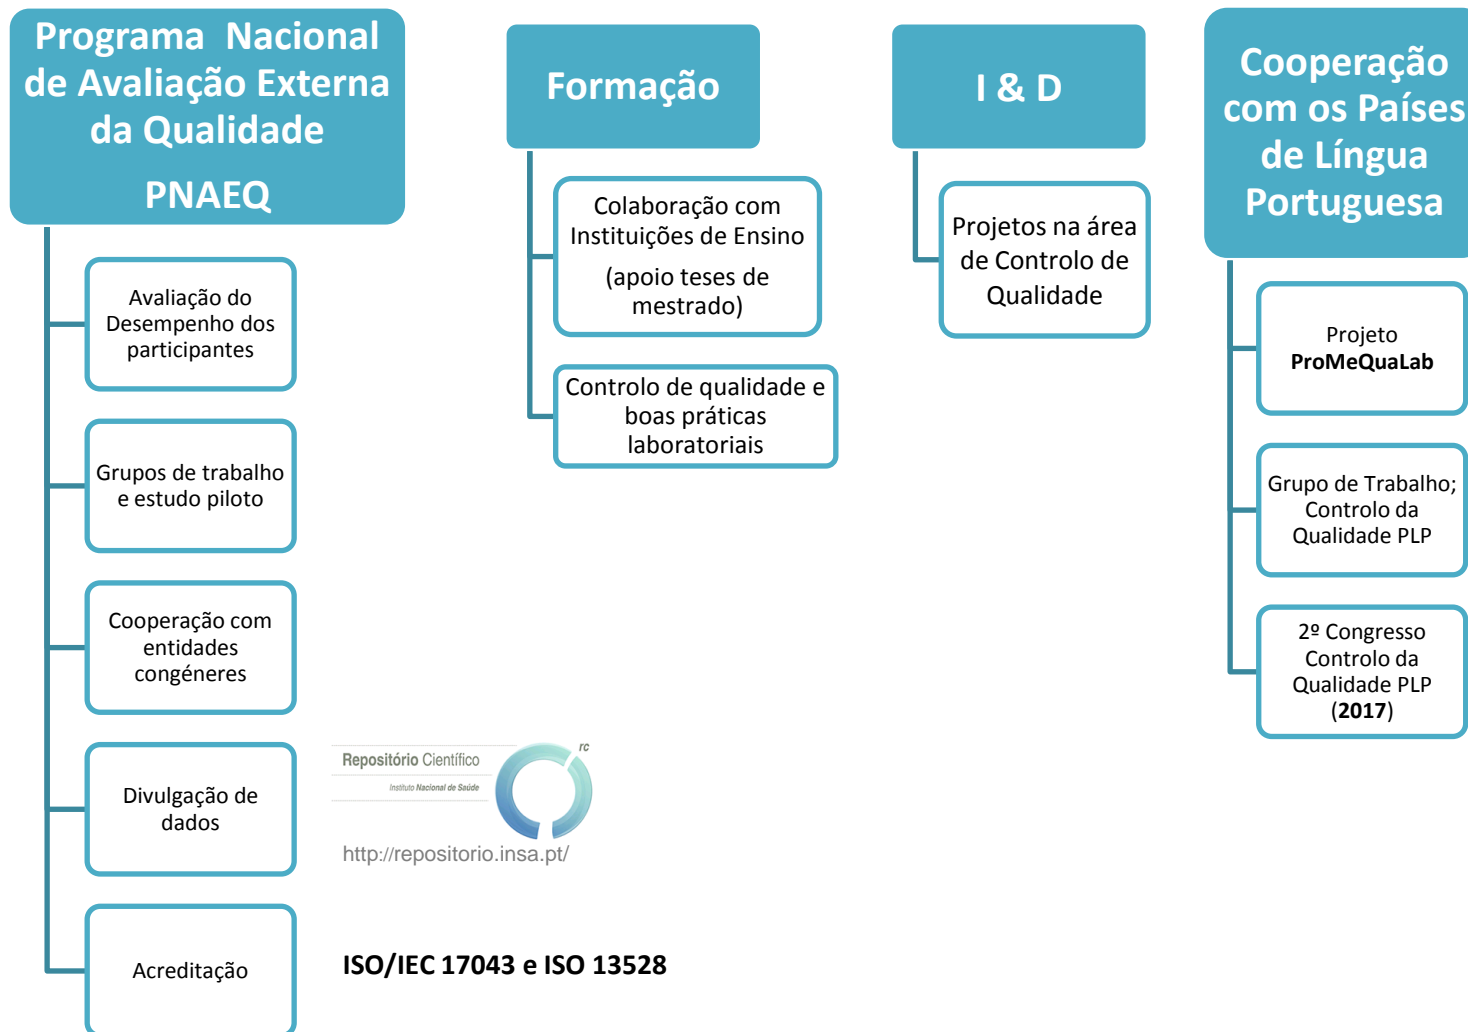 Programa Nacional
de Avaliação Externa
da Qualidade
PNAEQ
Avaliação do
Desempenho dos
participantes
Grupos de trabalho
e estudo piloto
Cooperação com
entidades
congéneres
Divulgação de
dados
Repositório Científico
Instituto Nacional de Saúde
rc
http://repositorio.insa.pt/
Acreditação
ISO/IEC 17043 e ISO 13528
Formação
Colaboração com
Instituições de Ensino
(apoio teses de
mestrado)
Controlo de qualidade e
boas práticas
laboratoriais
I & D
Projetos na área
de Controlo de
Qualidade
Cooperação
com os Países
de Língua
Portuguesa
Projeto
ProMeQuaLab
Grupo de Trabalho;
Controlo da
Qualidade PLP
2º Congresso
Controlo da
Qualidade PLP
(2017)